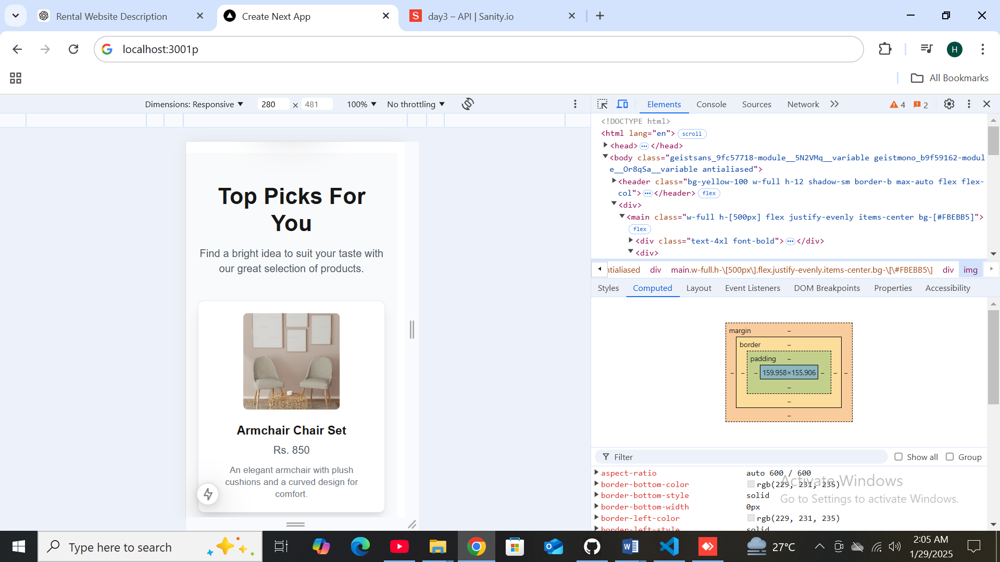 Rental Website Description
Create Next App
day3 – API | Sanity.io
localhost:3001p
H
All Bookmarks
Dimensions: Responsive
280 × 481
100%
No throttling
Elements
Console
Sources
Network
4
2
<!DOCTYPE html>
<html lang="en"> scroll
<head> ••• </head>
<body class="geistsans_9fc57718-module__5N2VMq__variable geistmono_b9f59162-modul
e__Or8qSa__variable antialiased">
<header class="bg-yellow-100 w-full h-12 shadow-sm border-b max-auto flex flex-
col"> ••• </header> flex
<div>
<main class="w-full h-[500px] flex justify-evenly items-center bg-[#FBEBB5]">
flex
<div class="text-4xl font-bold"> ••• </div>
<div>
ntialiased div main.w-full.h-\[500px\].flex.justify-evenly.items-center.bg-\[\#FBEBB5\] div img
Styles
Computed
Layout
Event Listeners
DOM Breakpoints
Properties
Accessibility
margin –
border –
padding –
– – – 159.958×155.906 – – –
–
–
–
Filter
Show all
Group
aspect-ratio auto 600 / 600
border-bottom-color rgb(229, 231, 235)
border-bottom-style solid
border-bottom-width 0px
border-left-color rgb(229, 231, 235)
border-left-style solid
Activate Windows
Go to Settings to activate Windows.
Top Picks For
You
Find a bright idea to suit your taste with
our great selection of products.
Armchair Chair Set
Rs. 850
An elegant armchair with plush
cushions and a curved design for
comfort.
Type here to search
27°C
2:05 AM
1/29/2025